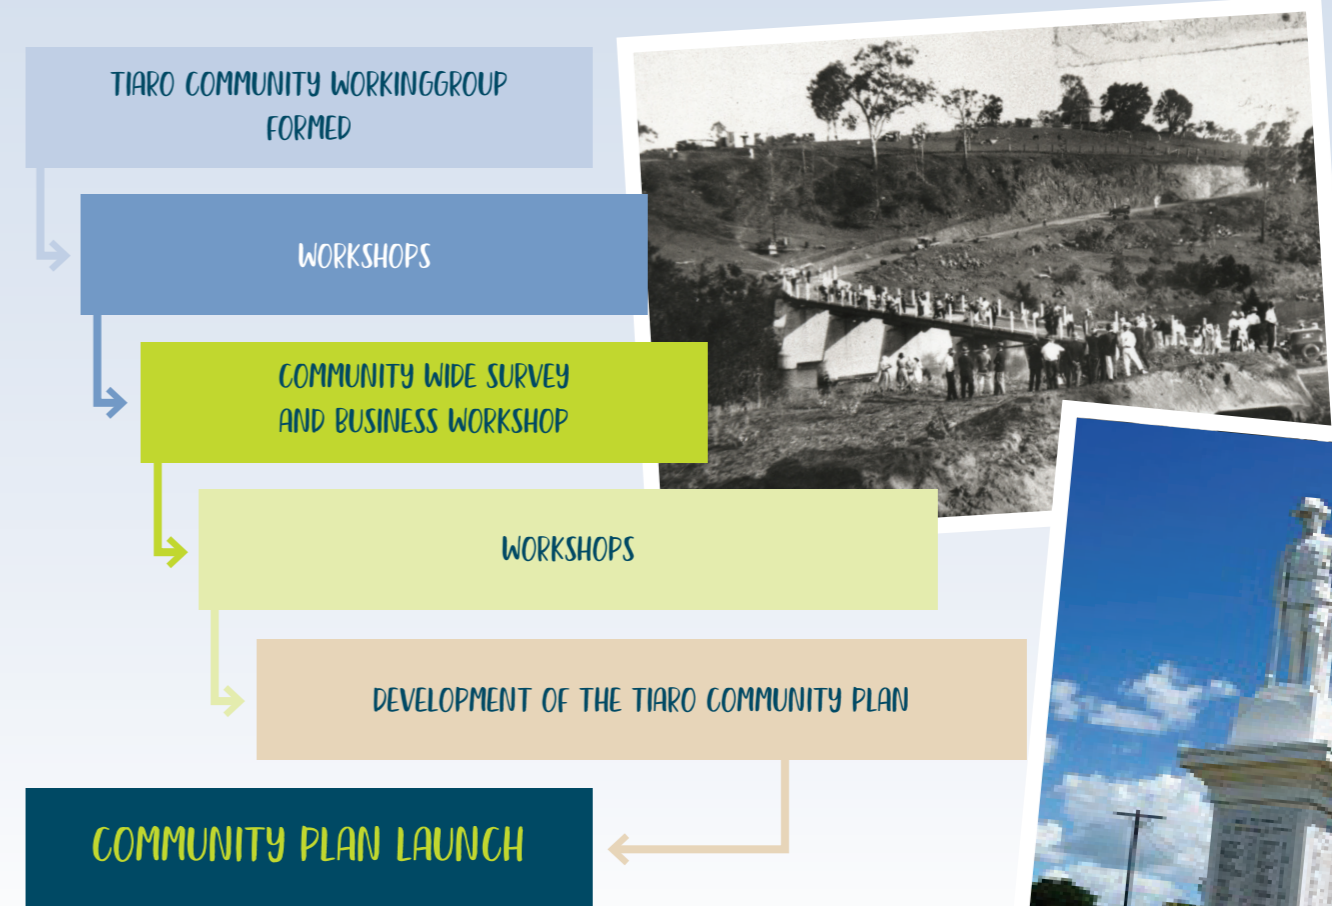 TIARO COMMUNITY WORKINGGROUP
FORMED
WORKSHOPS
COMMUNITY WIDE SURVEY
AND BUSINESS WORKSHOP
WORKSHOPS
DEVELOPMENT OF THE TIARO COMMUNITY PLAN
COMMUNITY PLAN LAUNCH